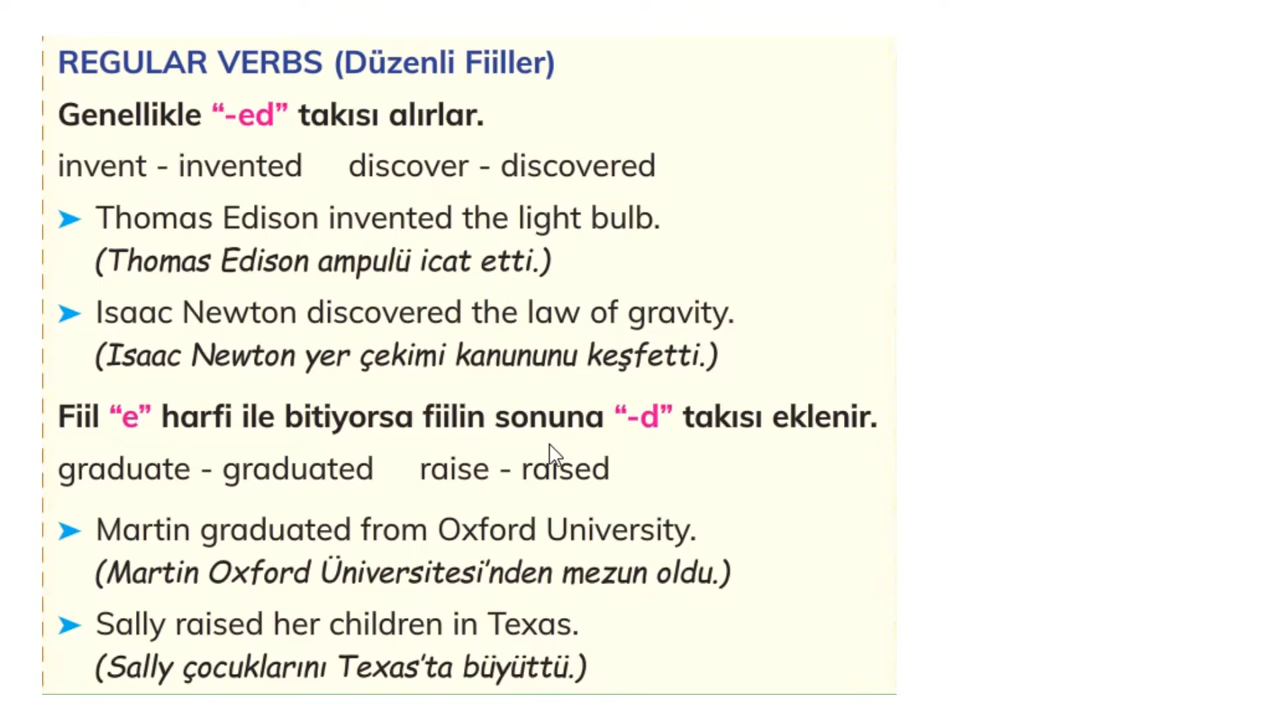 REGULAR VERBS (Düzenli Fiiller)
Genellikle “-ed” takısı alırlar.
invent - invented discover - discovered
➤ Thomas Edison invented the light bulb.
(Thomas Edison ampulü icat etti.)
➤ Isaac Newton discovered the law of gravity.
(Isaac Newton yer çekimi kanununu keşfetti.)
Fiil “e” harfi ile bitiyorsa fiilin sonuna “-d” takısı eklenir.
graduate - graduated raise - raised
➤ Martin graduated from Oxford University.
(Martin Oxford Üniversitesi’nden mezun oldu.)
➤ Sally raised her children in Texas.
(Sally çocuklarını Texas’ta büyüttü.)